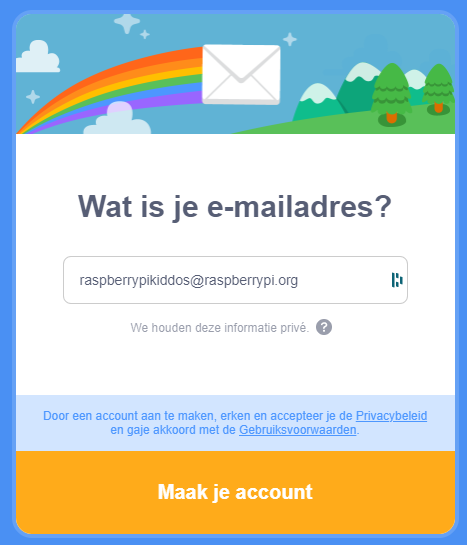 Wat is je e-mailadres?
raspberrypikiddos@raspberrypi.org
We houden deze informatie privé. ?
Door een account aan te maken, erken en accepteer je de Privacybeleid
en gaje akkoord met de Gebruiksvoorwaarden.
Maak je account